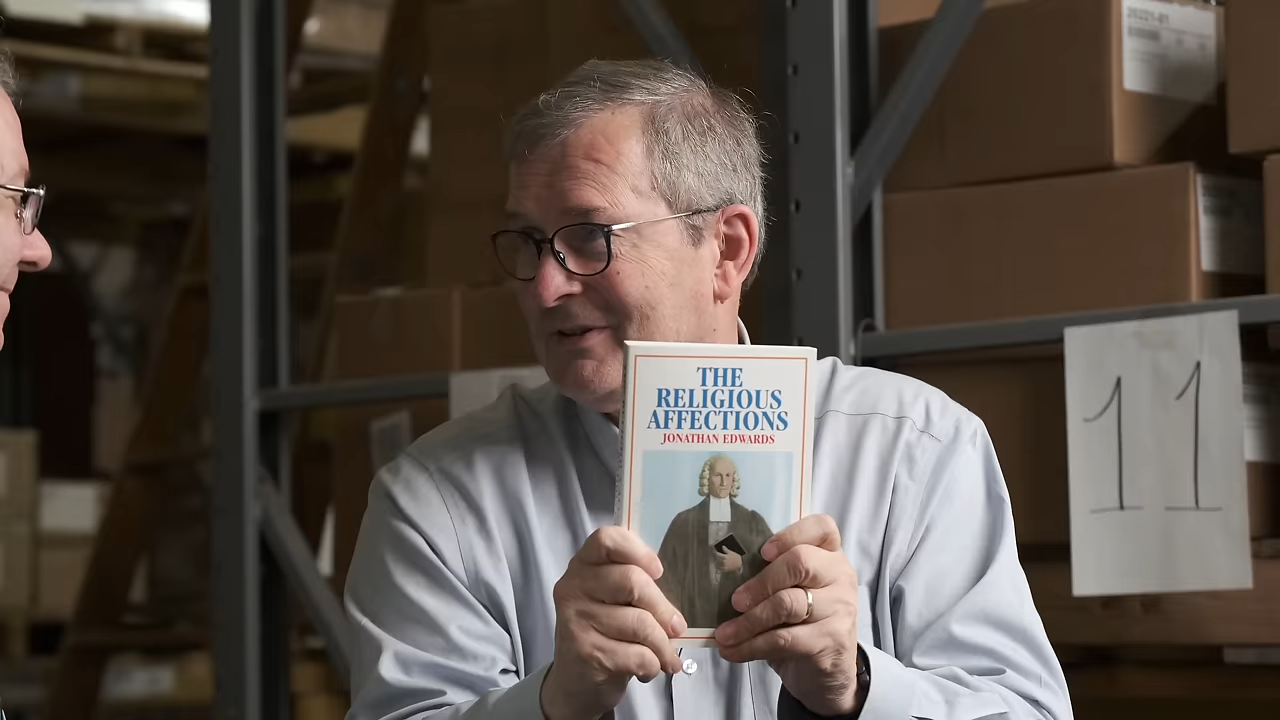 THE
RELIGIOUS
AFFECTIONS
JONATHAN EDWARDS
11